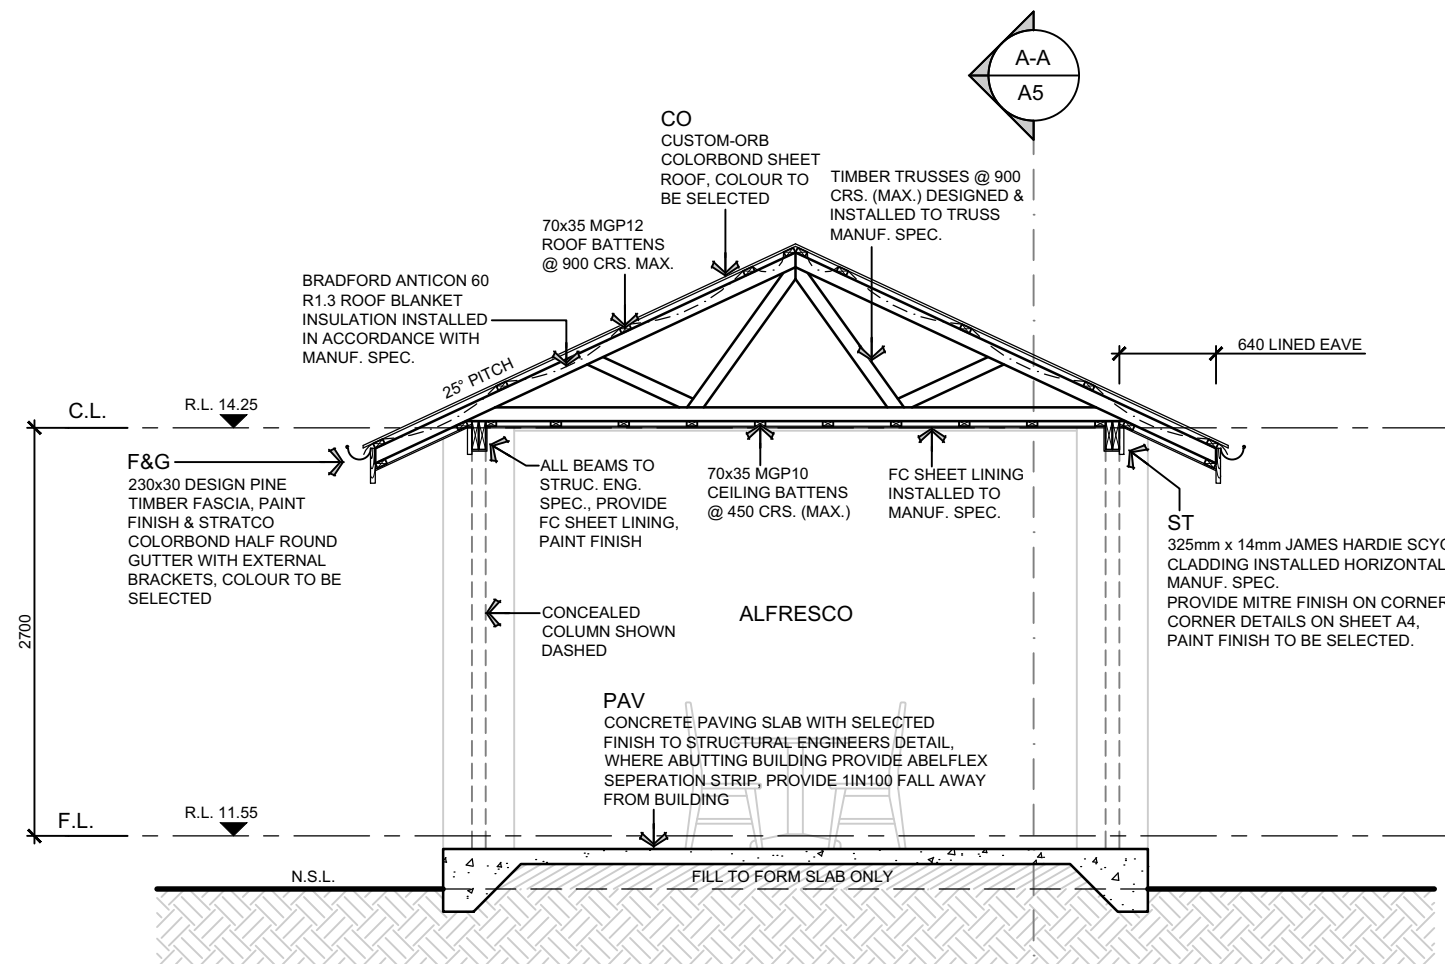 A-A
A5
CO
CUSTOM-ORB
COLORBOND SHEET
ROOF, COLOUR TO
BE SELECTED
TIMBER TRUSSES @ 900
CRS. (MAX.) DESIGNED &
INSTALLED TO TRUSS
MANUF. SPEC.
70x35 MGP12
ROOF BATTENS
@ 900 CRS. MAX.
BRADFORD ANTICON 60
R1.3 ROOF BLANKET
INSULATION INSTALLED
IN ACCORDANCE WITH
MANUF. SPEC.
25° PITCH
640 LINED EAVE
C.L.
R.L. 14.25
F&G
230x30 DESIGN PINE
TIMBER FASCIA, PAINT
FINISH & STRATCO
COLORBOND HALF ROUND
GUTTER WITH EXTERNAL
BRACKETS, COLOUR TO BE
SELECTED
ALL BEAMS TO
STRUC. ENG.
SPEC., PROVIDE
FC SHEET LINING,
PAINT FINISH
70x35 MGP10
CEILING BATTENS
@ 450 CRS. (MAX.)
FC SHEET LINING
INSTALLED TO
MANUF. SPEC.
ST
325mm x 14mm JAMES HARDIE SCYO
CLADDING INSTALLED HORIZONTAL
MANUF. SPEC.
PROVIDE MITRE FINISH ON CORNER
CORNER DETAILS ON SHEET A4,
PAINT FINISH TO BE SELECTED.
2700
CONCEALED
COLUMN SHOWN
DASHED
ALFRESCO
PAV
CONCRETE PAVING SLAB WITH SELECTED
FINISH TO STRUCTURAL ENGINEERS DETAIL,
WHERE ABUTTING BUILDING PROVIDE ABELFLEX
SEPERATION STRIP, PROVIDE 1IN100 FALL AWAY
FROM BUILDING
F.L.
R.L. 11.55
N.S.L.
FILL TO FORM SLAB ONLY